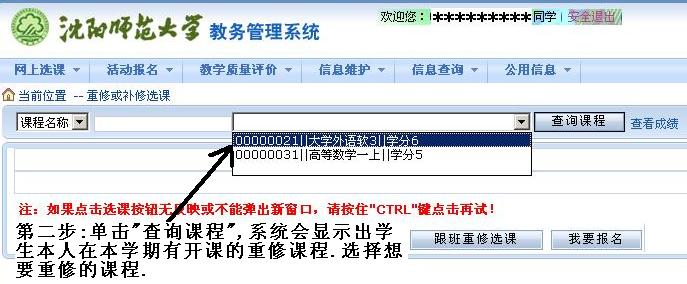 沈阳师范大学 教务管理系统 欢迎您：**********同学 安全退出
网上选课 活动报名 教学质量评价 信息维护 信息查询 公用信息
当前位置 -- 重修或补修选课
课程名称 查询课程 查看成绩
00000021||大学外语软3||学分6
00000031||高等数学一上||学分5
注：如果点击选课按钮无反映或不能弹出新窗口，请按住"CTRL"键点击再试！
第二步:单击"查询课程",系统会显示出学
生本人在本学期有开课的重修课程.选择想
要重修的课程.
跟班重修选课 我要报名